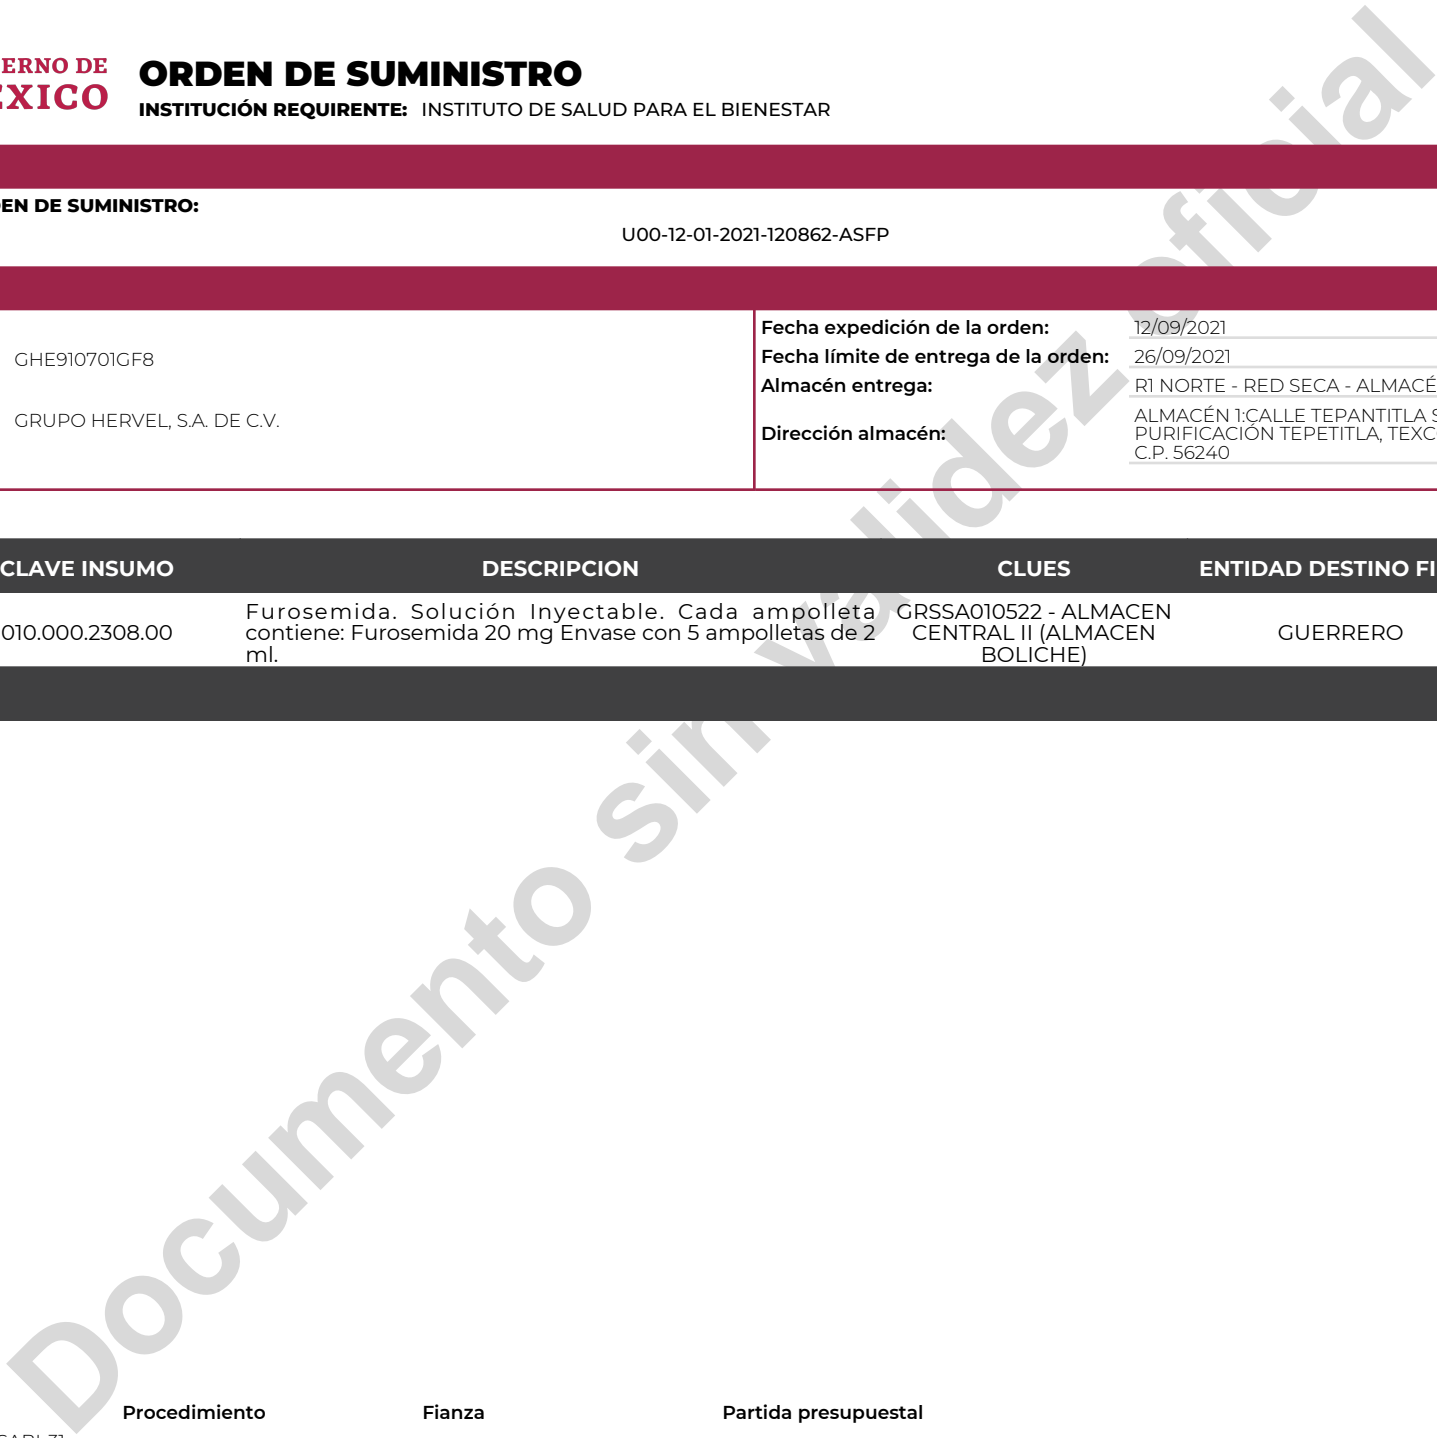 ERNO DE
EXICO
ORDEN DE SUMINISTRO
INSTITUCIÓN REQUIRENTE: INSTITUTO DE SALUD PARA EL BIENESTAR
EN DE SUMINISTRO:
U00-12-01-2021-120862-ASFP
GHE910701GF8
GRUPO HERVEL, S.A. DE C.V.
Fecha expedición de la orden: 12/09/2021
Fecha límite de entrega de la orden: 26/09/2021
Almacén entrega: R1 NORTE - RED SECA - ALMACÉ
Dirección almacén: ALMACÉN 1:CALLE TEPANTITLA S
PURIFICACIÓN TEPETITLA, TEXC
C.P. 56240
CLAVE INSUMO DESCRIPCION CLUES ENTIDAD DESTINO FI
010.000.2308.00 Furosemida. Solución Inyectable. Cada ampolleta GRSSA010522 - ALMACEN
contiene: Furosemida 20 mg Envase con 5 ampolletas de 2 CENTRAL II (ALMACEN GUERRERO
ml. BOLICHE)
Documento sin validez oficial
Procedimiento Fianza Partida presupuestal